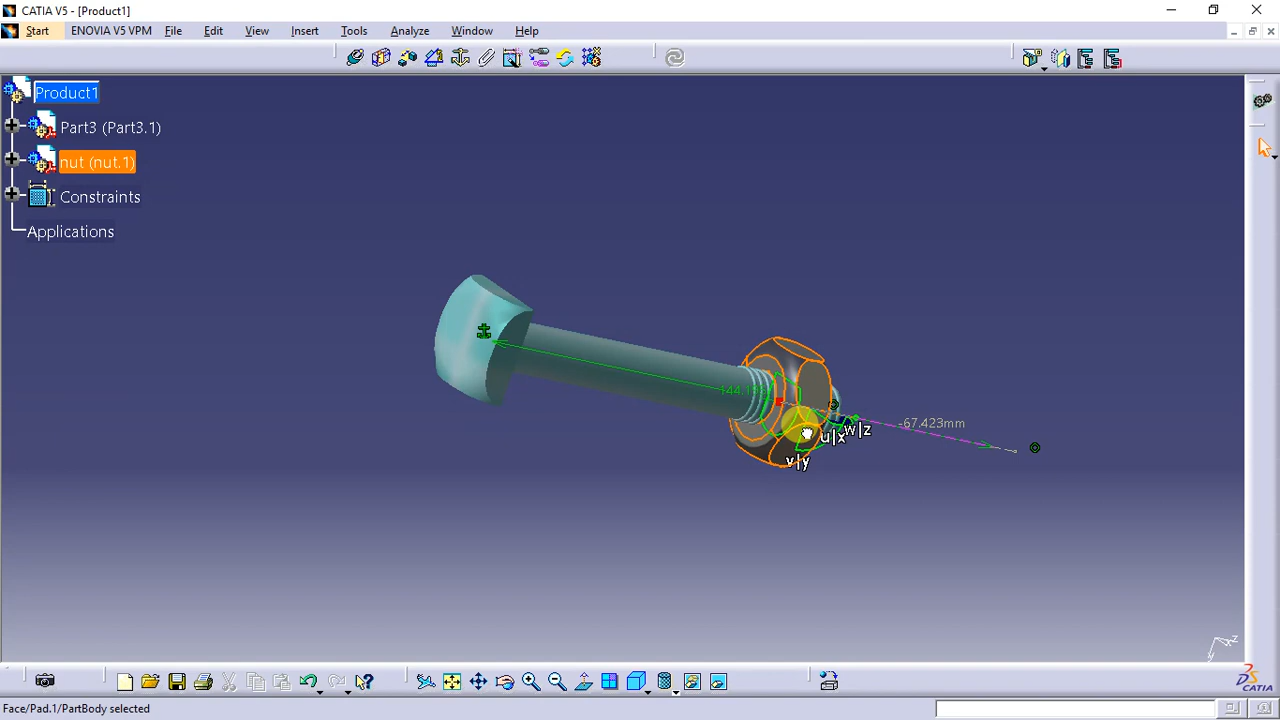 CATIA V5 - [Product1]
Start ENOVIA V5 VPM File Edit View Insert Tools Analyze Window Help
Product1
Part3 (Part3.1)
nut (nut.1)
Constraints
Applications
-67.423mm
u|x
w|z
v|y
z
y
CATIA
Face/Pad.1/PartBody selected